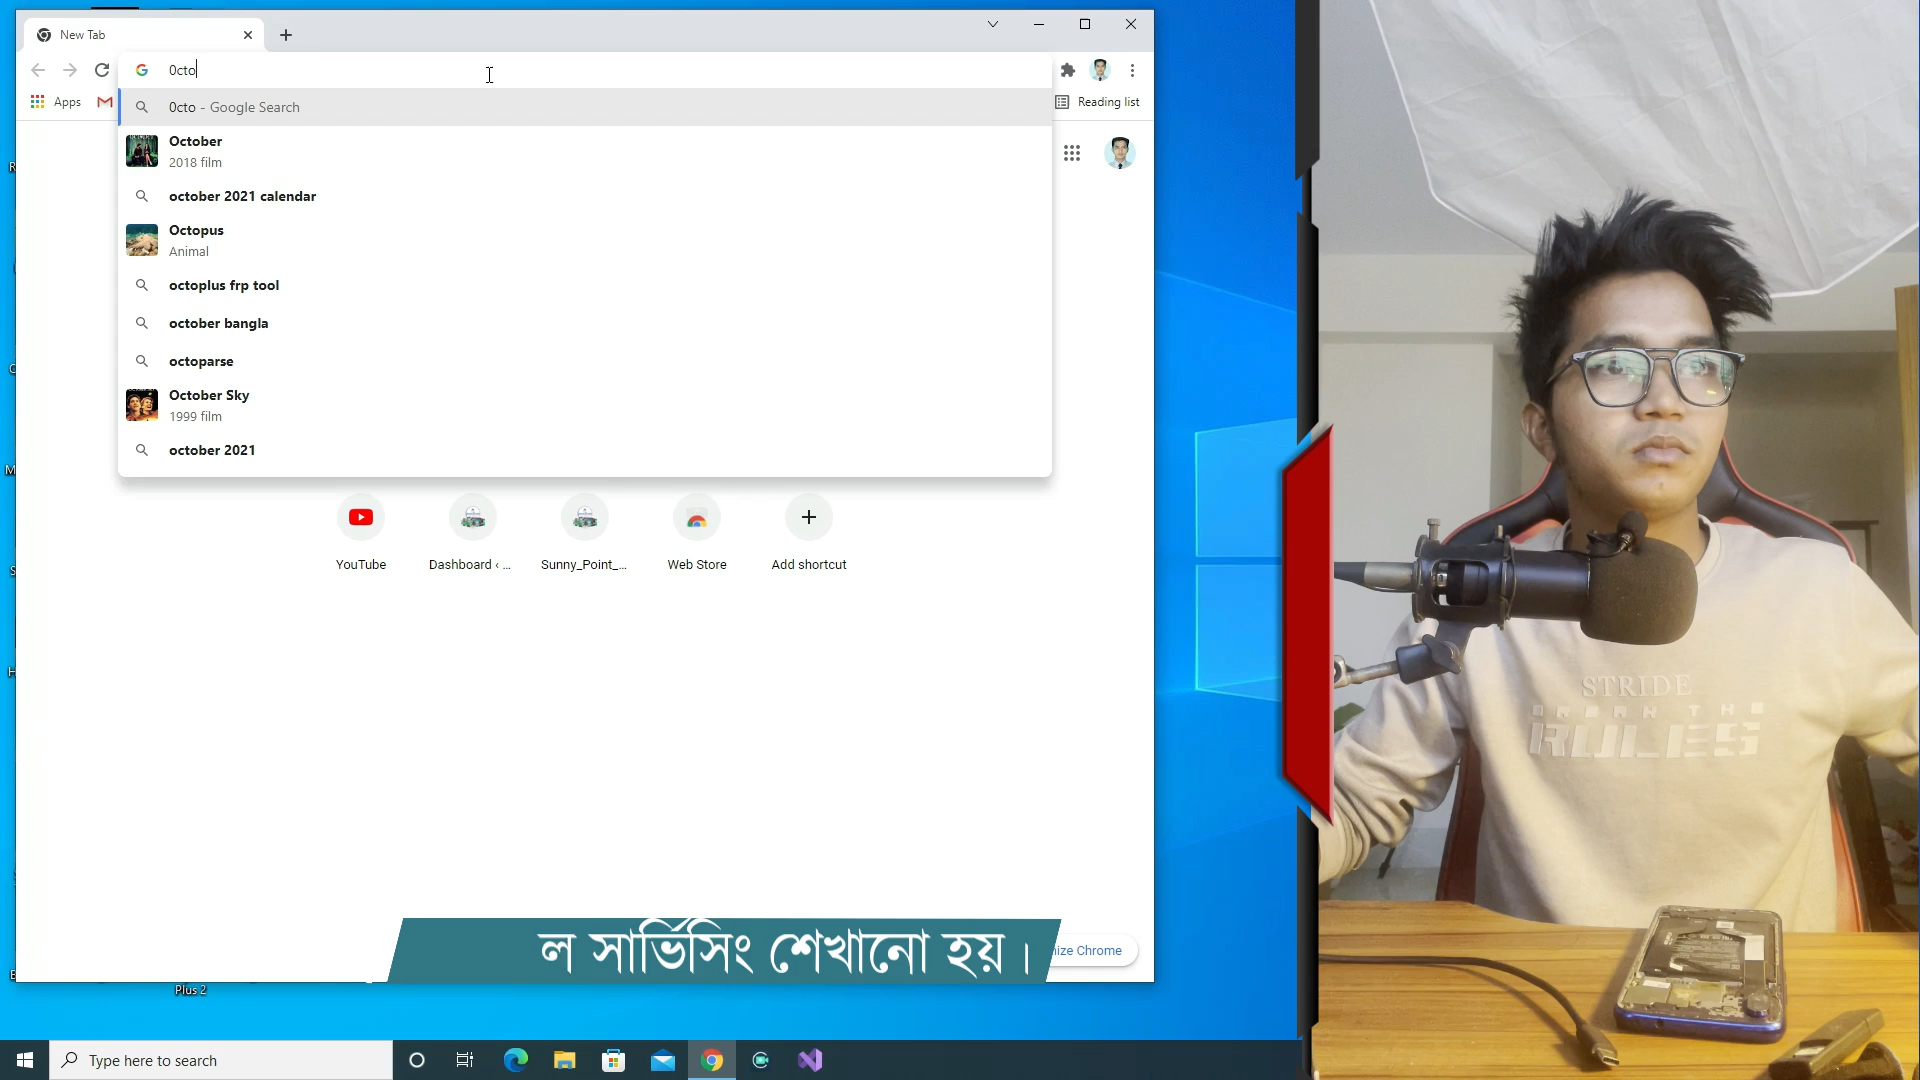 New Tab
0cto
Apps
Reading list
0cto - Google Search
October
2018 film
october 2021 calendar
Octopus
Animal
octoplus frp tool
october bangla
octoparse
October Sky
1999 film
october 2021
YouTube
Dashboard ‹ ...
Sunny_Point_...
Web Store
Add shortcut
STRIDE
RULES
ল সার্ভিসিং শেখানো হয়।
ize Chrome
Plus 2
Type here to search